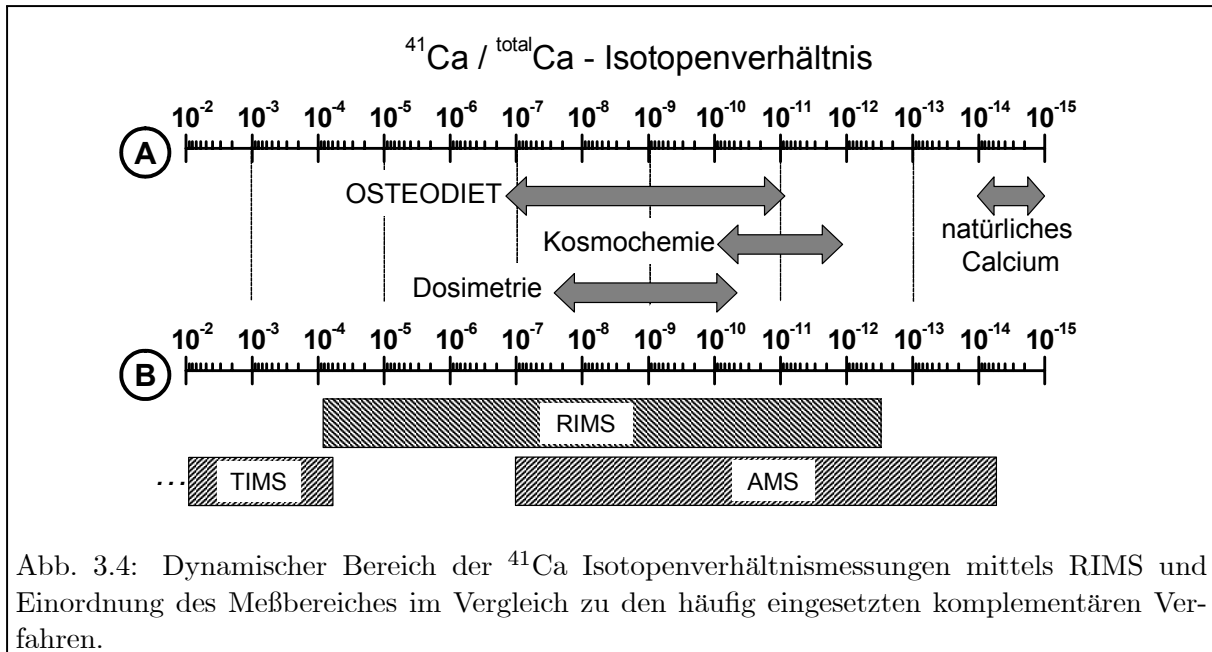 ⁴¹Ca / ᵗᵒᵗᵃˡCa - Isotopenverhältnis
10⁻² 10⁻³ 10⁻⁴ 10⁻⁵ 10⁻⁶ 10⁻⁷ 10⁻⁸ 10⁻⁹ 10⁻¹⁰ 10⁻¹¹ 10⁻¹² 10⁻¹³ 10⁻¹⁴ 10⁻¹⁵
A
OSTEODIET
Kosmochemie
natürliches
Calcium
Dosimetrie
10⁻² 10⁻³ 10⁻⁴ 10⁻⁵ 10⁻⁶ 10⁻⁷ 10⁻⁸ 10⁻⁹ 10⁻¹⁰ 10⁻¹¹ 10⁻¹² 10⁻¹³ 10⁻¹⁴ 10⁻¹⁵
B
RIMS
... TIMS AMS
Abb. 3.4: Dynamischer Bereich der ⁴¹Ca Isotopenverhältnismessungen mittels RIMS und
Einordnung des Meßbereiches im Vergleich zu den häufig eingesetzten komplementären Ver-
fahren.